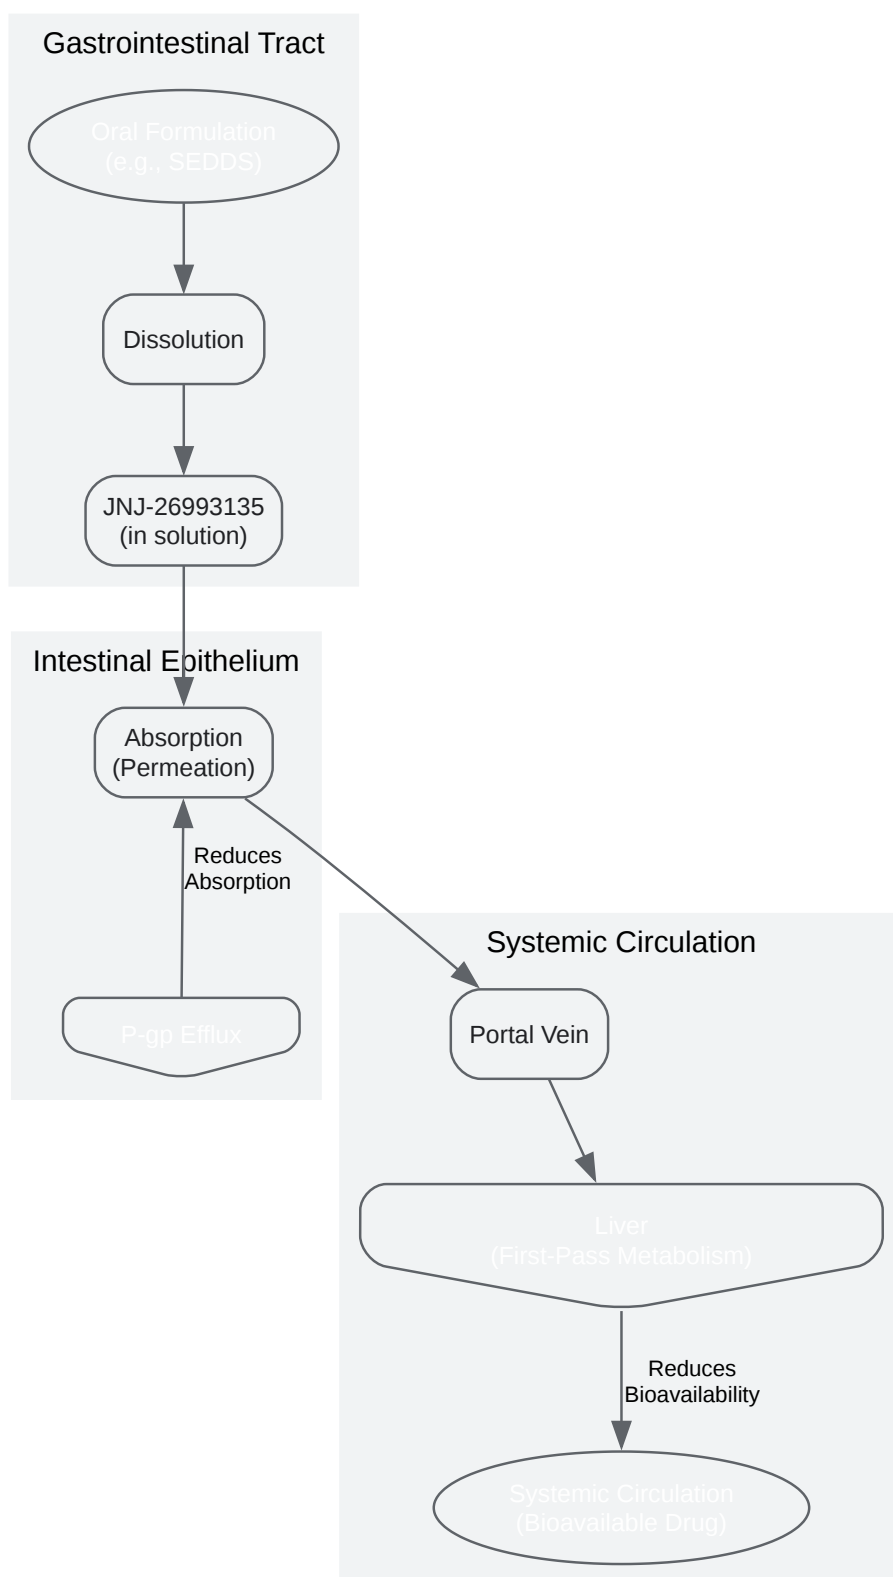 Gastrointestinal Tract
Oral Formulation
(e.g., SEDDS)
Dissolution
JNJ-26993135
(in solution)
Intestinal Epithelium
Absorption
(Permeation)
Reduces
Absorption
P-gp Efflux
Systemic Circulation
Portal Vein
Liver
(First-Pass Metabolism)
Reduces
Bioavailability
Systemic Circulation
(Bioavailable Drug)